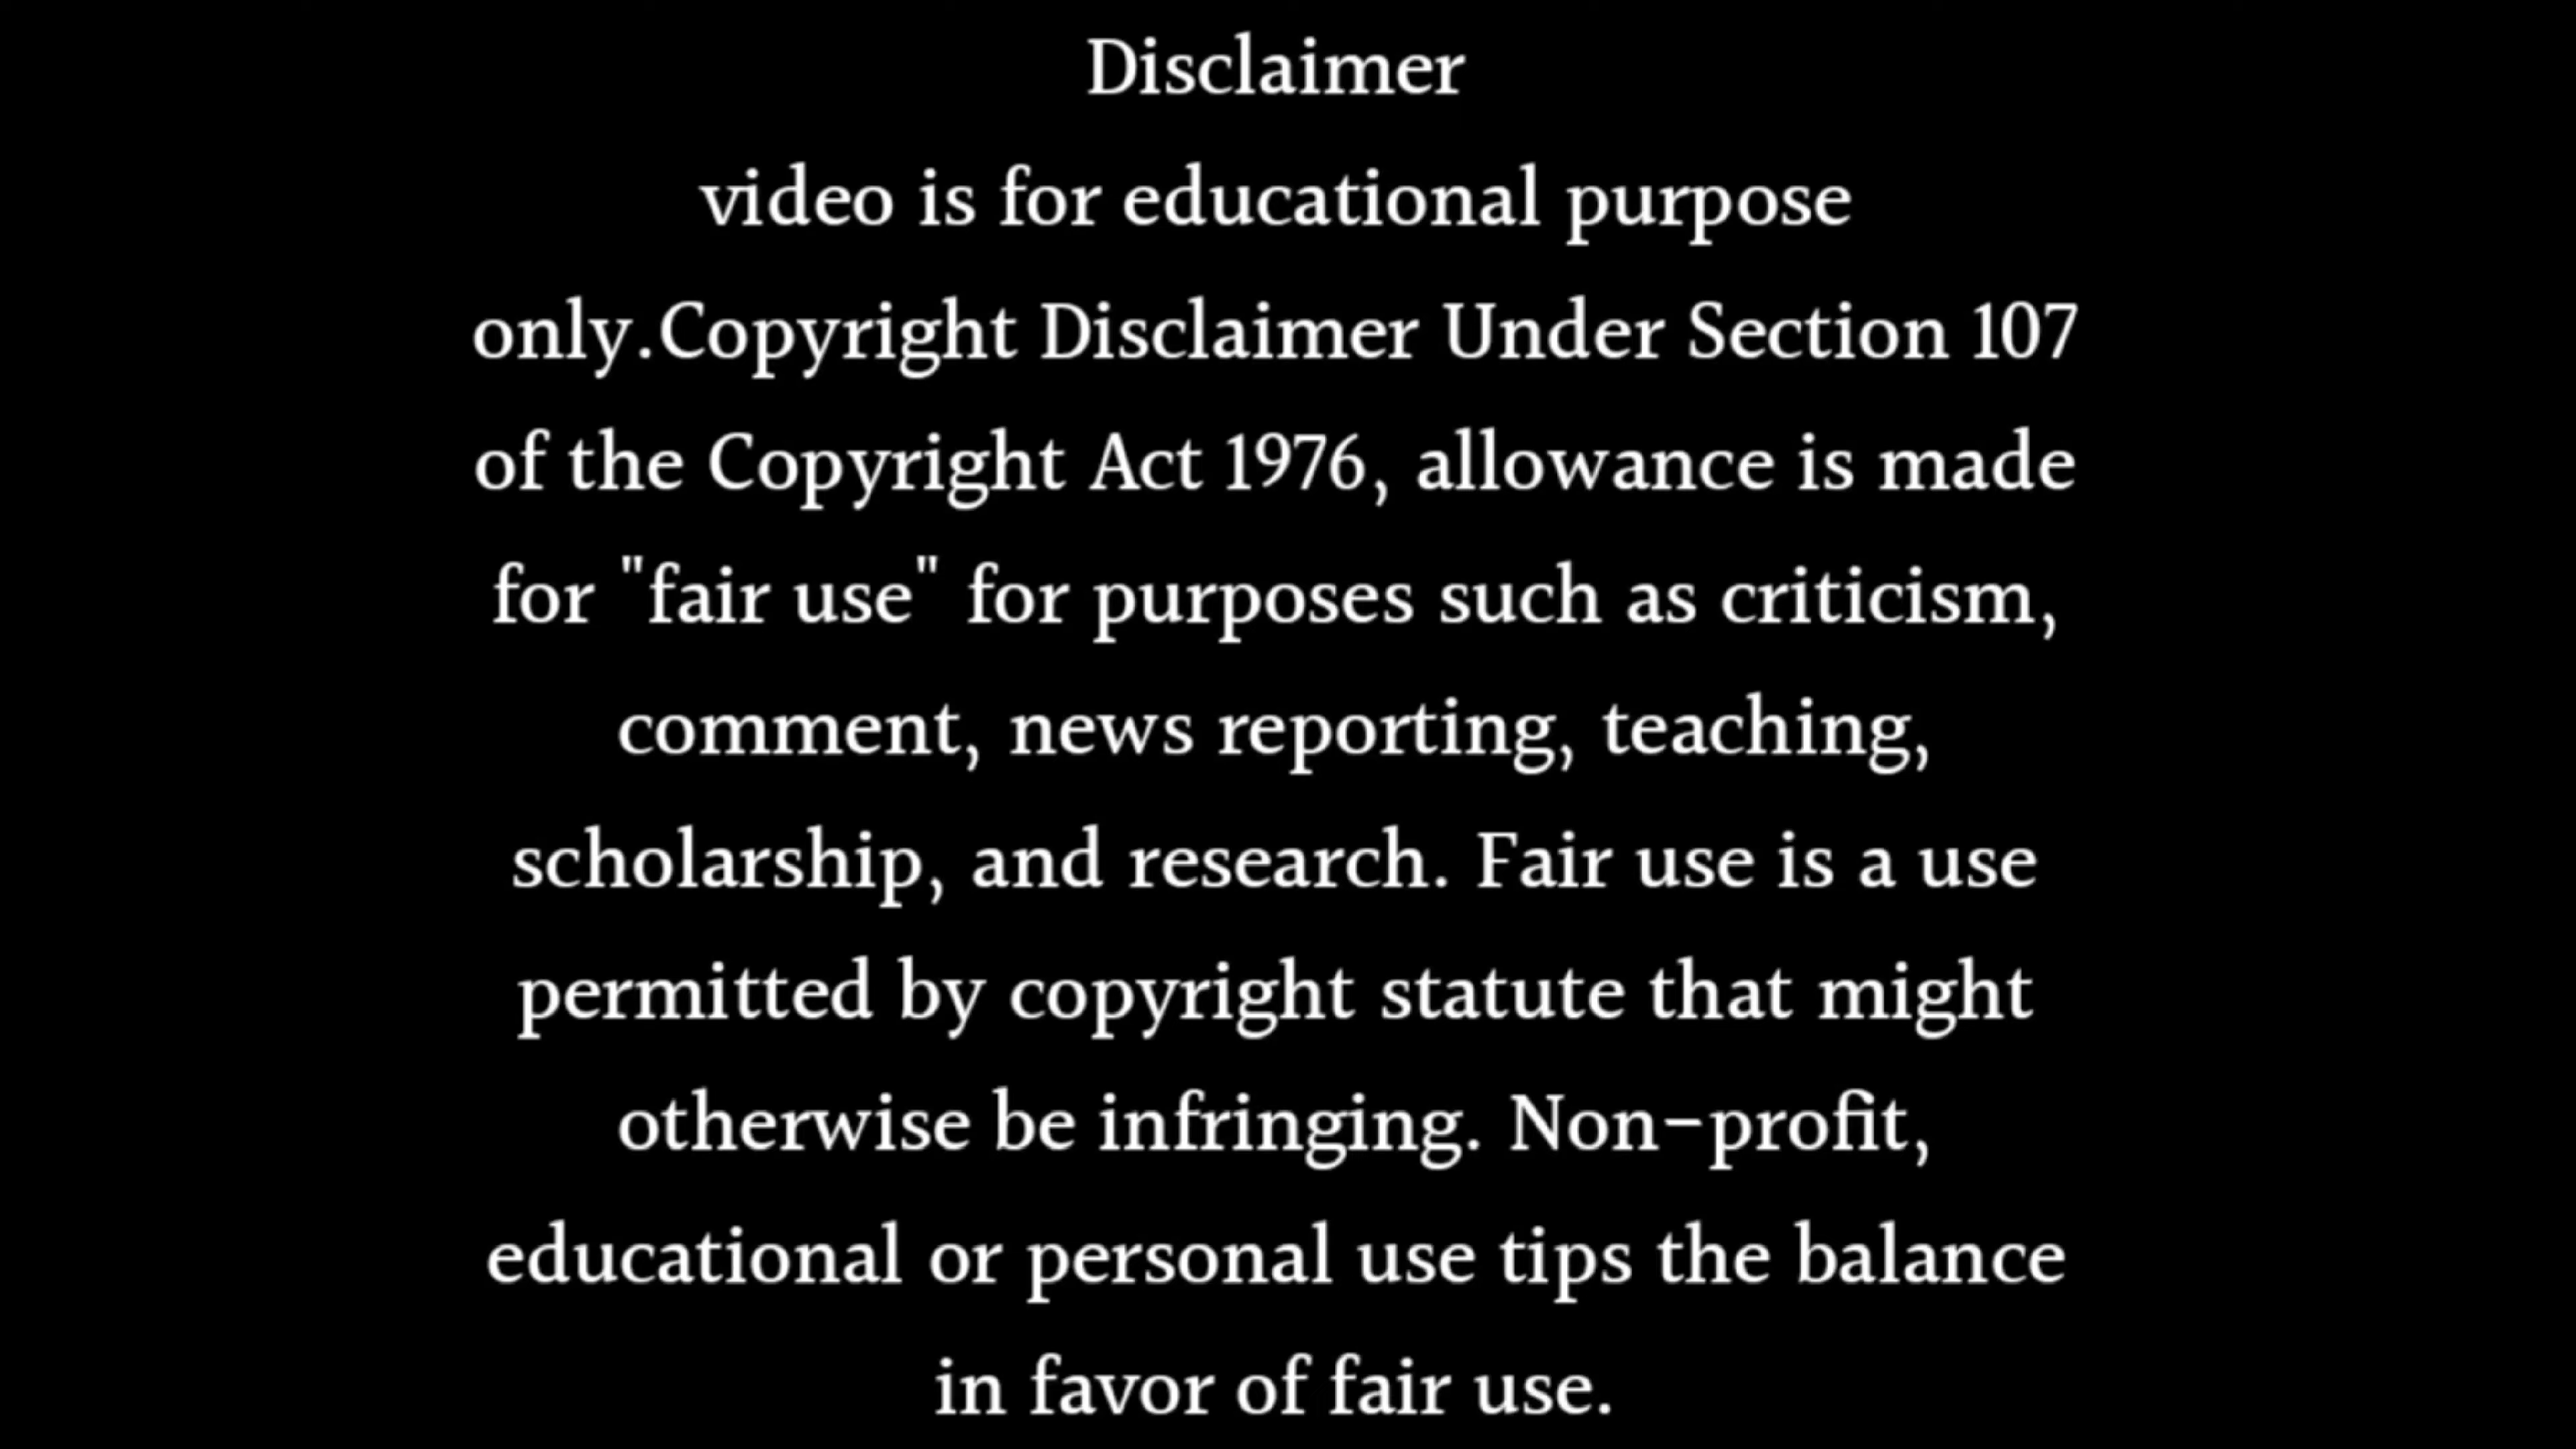 Disclaimer
video is for educational purpose
only.Copyright Disclaimer Under Section 107
of the Copyright Act 1976, allowance is made
for "fair use" for purposes such as criticism,
comment, news reporting, teaching,
scholarship, and research. Fair use is a use
permitted by copyright statute that might
otherwise be infringing. Non-profit,
educational or personal use tips the balance
in favor of fair use.